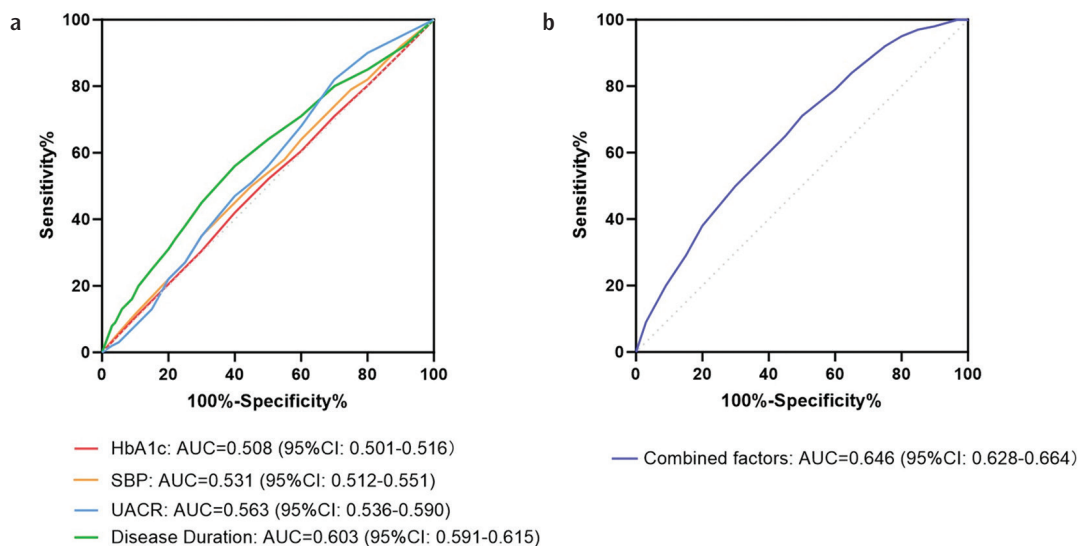 a
100
80
60
40
20
0
Sensitivity%
0 20 40 60 80 100
100%-Specificity%
HbA1c: AUC=0.508 (95%CI: 0.501-0.516）
SBP: AUC=0.531 (95%CI: 0.512-0.551)
UACR: AUC=0.563 (95%CI: 0.536-0.590)
Disease Duration: AUC=0.603 (95%CI: 0.591-0.615)
b
100
80
60
40
20
0
Sensitivity%
0 20 40 60 80 100
100%-Specificity%
Combined factors: AUC=0.646 (95%CI: 0.628-0.664）